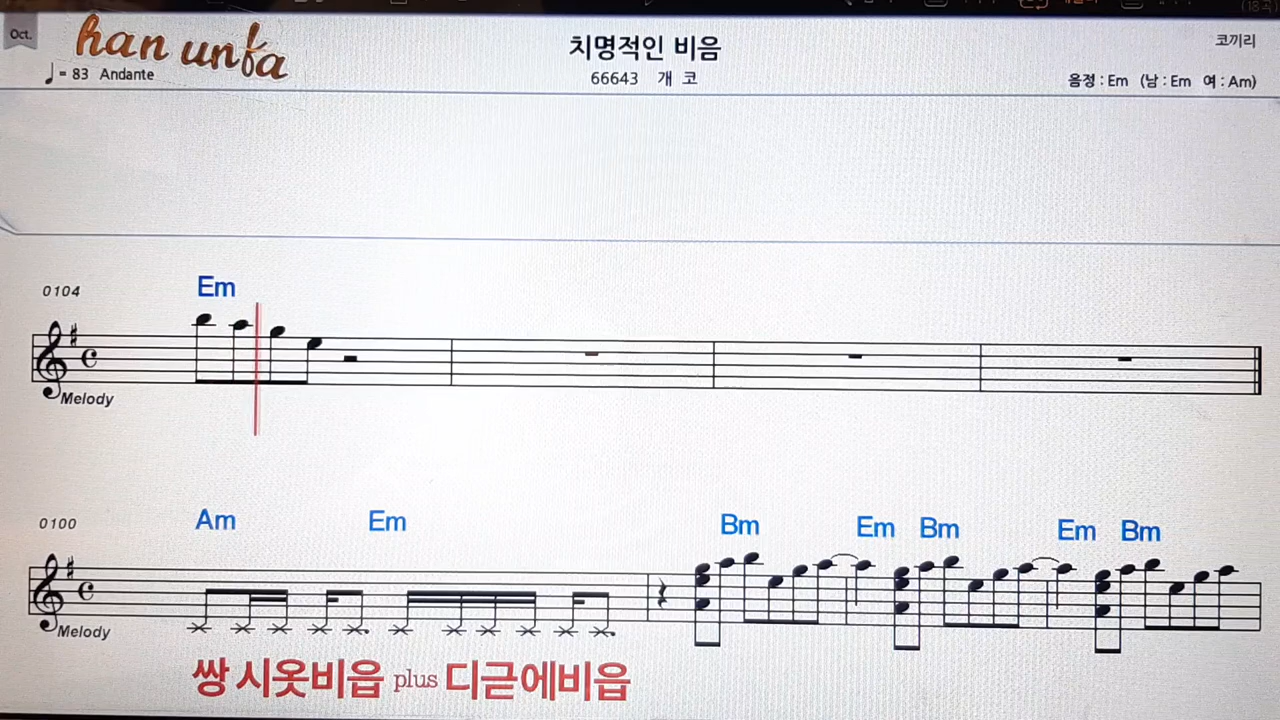 Oct.
han unfa
치명적인 비음
코끼리
♩= 83 Andante
66643 개 코
음정 : Em (남 : Em 여 : Am)
0104
Em
Melody
0100
Am Em Bm Em Bm Em Bm
Melody
쌍 시옷비읍 plus 디귿에비읍